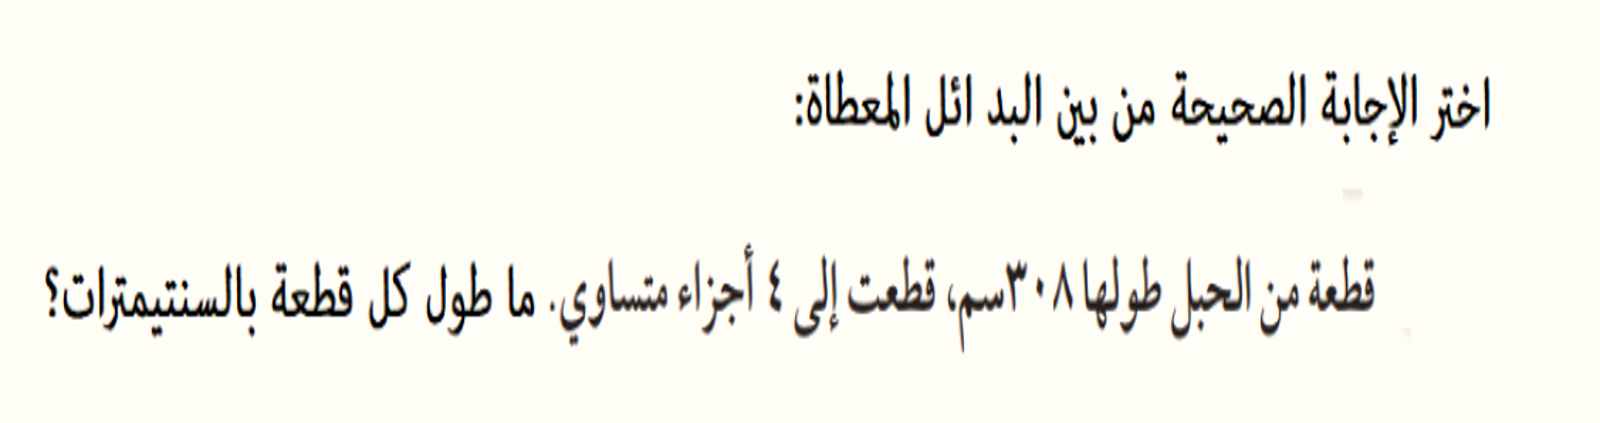 اختر الإجابة الصحيحة من بين البد ائل المعطاة:
قطعة من الحبل طولها ٣٠٨سم، قطعت إلى ٤ أجزاء متساوي. ما طول كل قطعة بالسنتيمترات؟